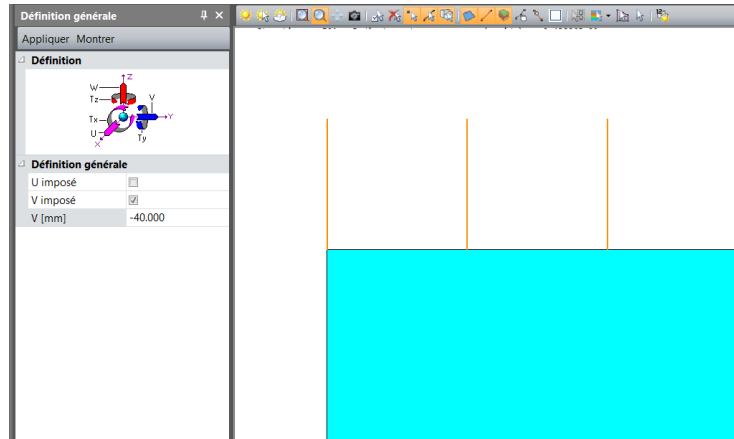 Définition générale
Appliquer Montrer
Définition
Z
W
Tz
V
Tx
Y
U
Ty
X
Définition générale
U imposé
V imposé
V [mm] -40.000